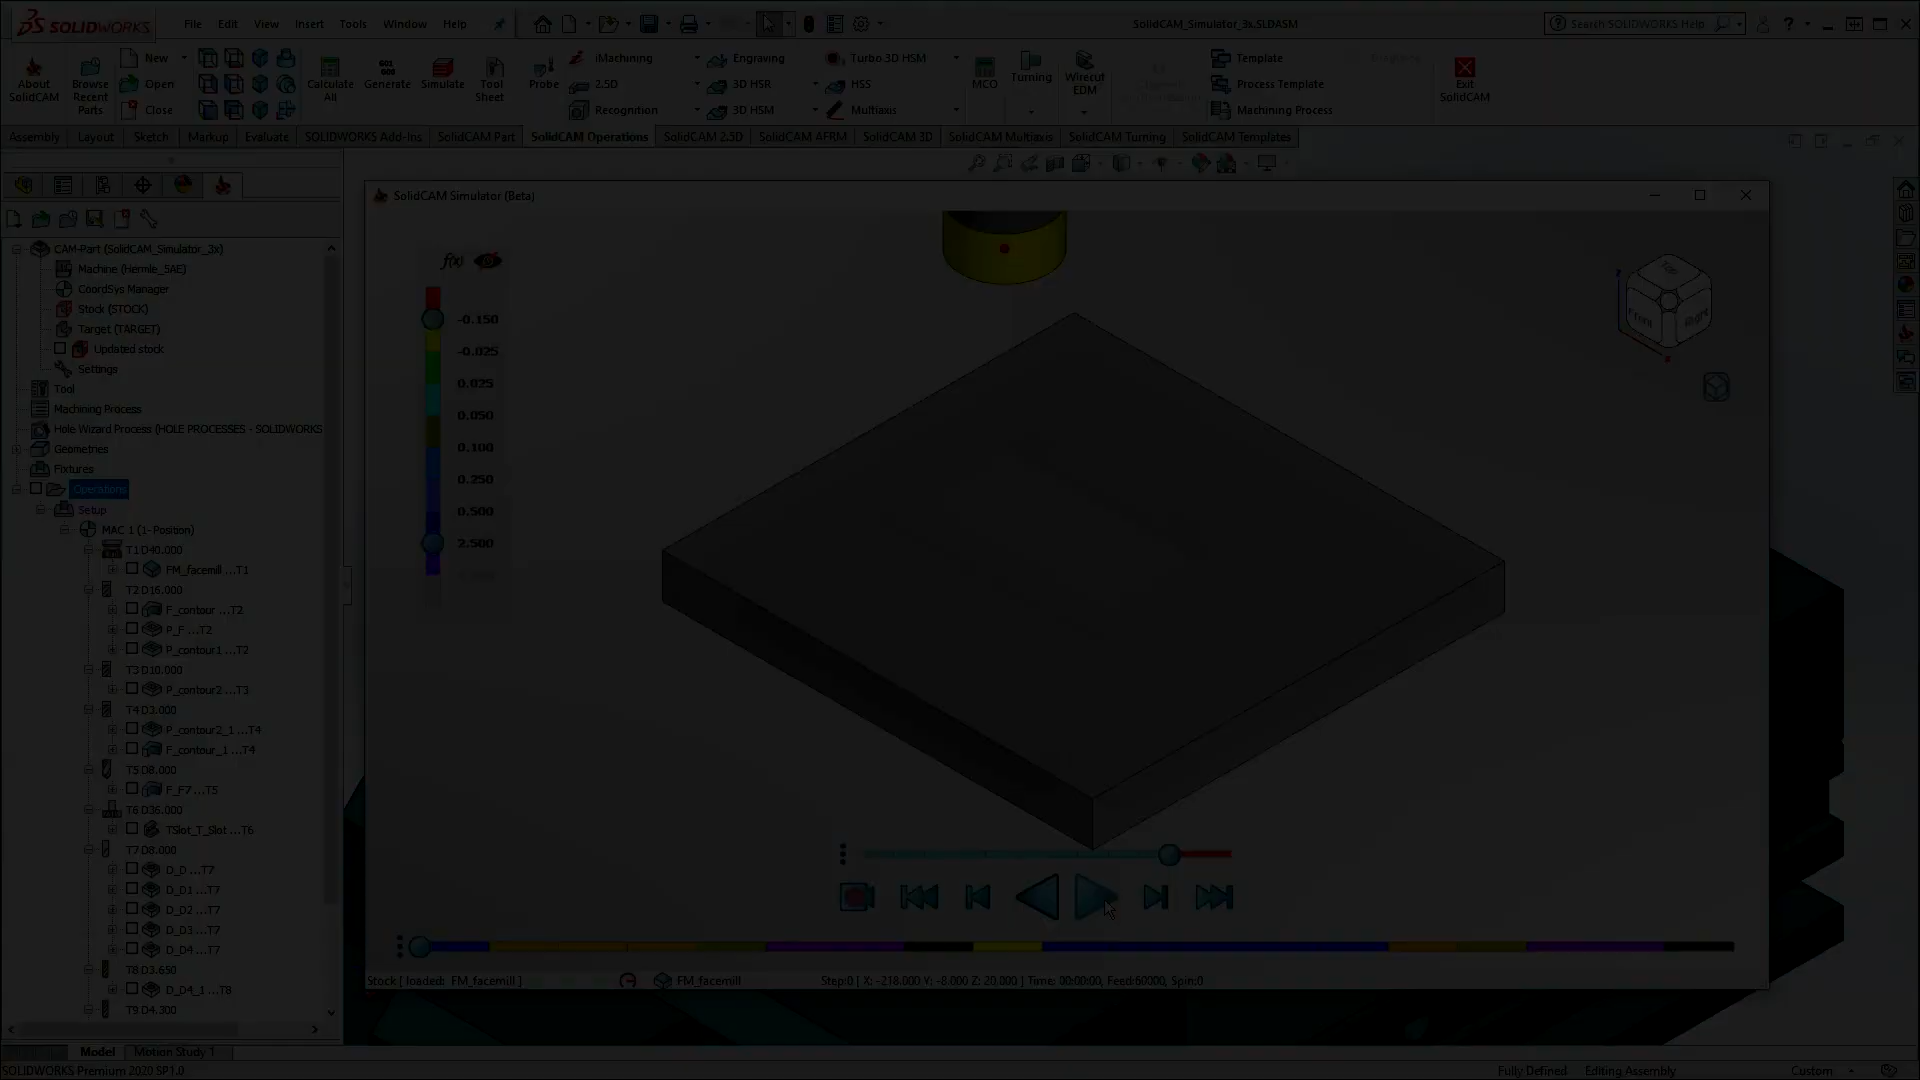 SOLIDWORKS File Edit View Insert Tools Window Help SolidCAM_Simulator_3x.SLDASM Search SOLIDWORKS Help
About SolidCAM
Browse Recent Parts
New
Open
Close
Calculate All
Generate
Simulate
Tool Sheet
Probe
iMachining
2.5D
Recognition
Engraving
3D HSR
3D HSM
Turbo 3D HSM
HSS
Multiaxis
MCO
Turning
Wirecut EDM
Template
Process Template
Machining Process
Exit SolidCAM
Assembly Layout Sketch Markup Evaluate SOLIDWORKS Add-Ins SolidCAM Part SolidCAM Operations SolidCAM 2.5D SolidCAM AFRM SolidCAM 3D SolidCAM Multiaxis SolidCAM Turning SolidCAM Templates
CAM-Part (SolidCAM_Simulator_3x)
Machine (Hermle_5AE)
CoordSys Manager
Stock (STOCK)
Target (TARGET)
Updated stock
Settings
Tool
Machining Process
Hole Wizard Process (HOLE PROCESSES - SOLIDWORKS
Geometries
Fixtures
Operations
Setup
MAC 1 (1-Position)
T1 D40.000
FM_facemill ...T1
T2 D16.000
F_contour ...T2
P_F ...T2
P_contour1 ...T2
T3 D10.000
P_contour2 ...T3
T4 D3.000
P_contour2_1 ...T4
F_contour_1 ...T4
T5 D8.000
F_F7 ...T5
T6 D36.000
TSlot_T_Slot ...T6
T7 D8.000
D_D ...T7
D_D1 ...T7
D_D2 ...T7
D_D3 ...T7
D_D4 ...T7
T8 D3.650
D_D4_1 ...T8
T9 D4.300
SolidCAM Simulator (Beta)
f(x)
-0.150
-0.025
0.025
0.050
0.100
0.250
0.500
2.500
Top
Front Right
Stock [ loaded: FM_facemill ] FM_facemill Step:0 | X: -218.000 Y: -8.000 Z: 20.000 | Time: 00:00:00, Feed:60000, Spin:0
Model Motion Study 1
SOLIDWORKS Premium 2020 SP1.0 Fully Defined Editing Assembly Custom